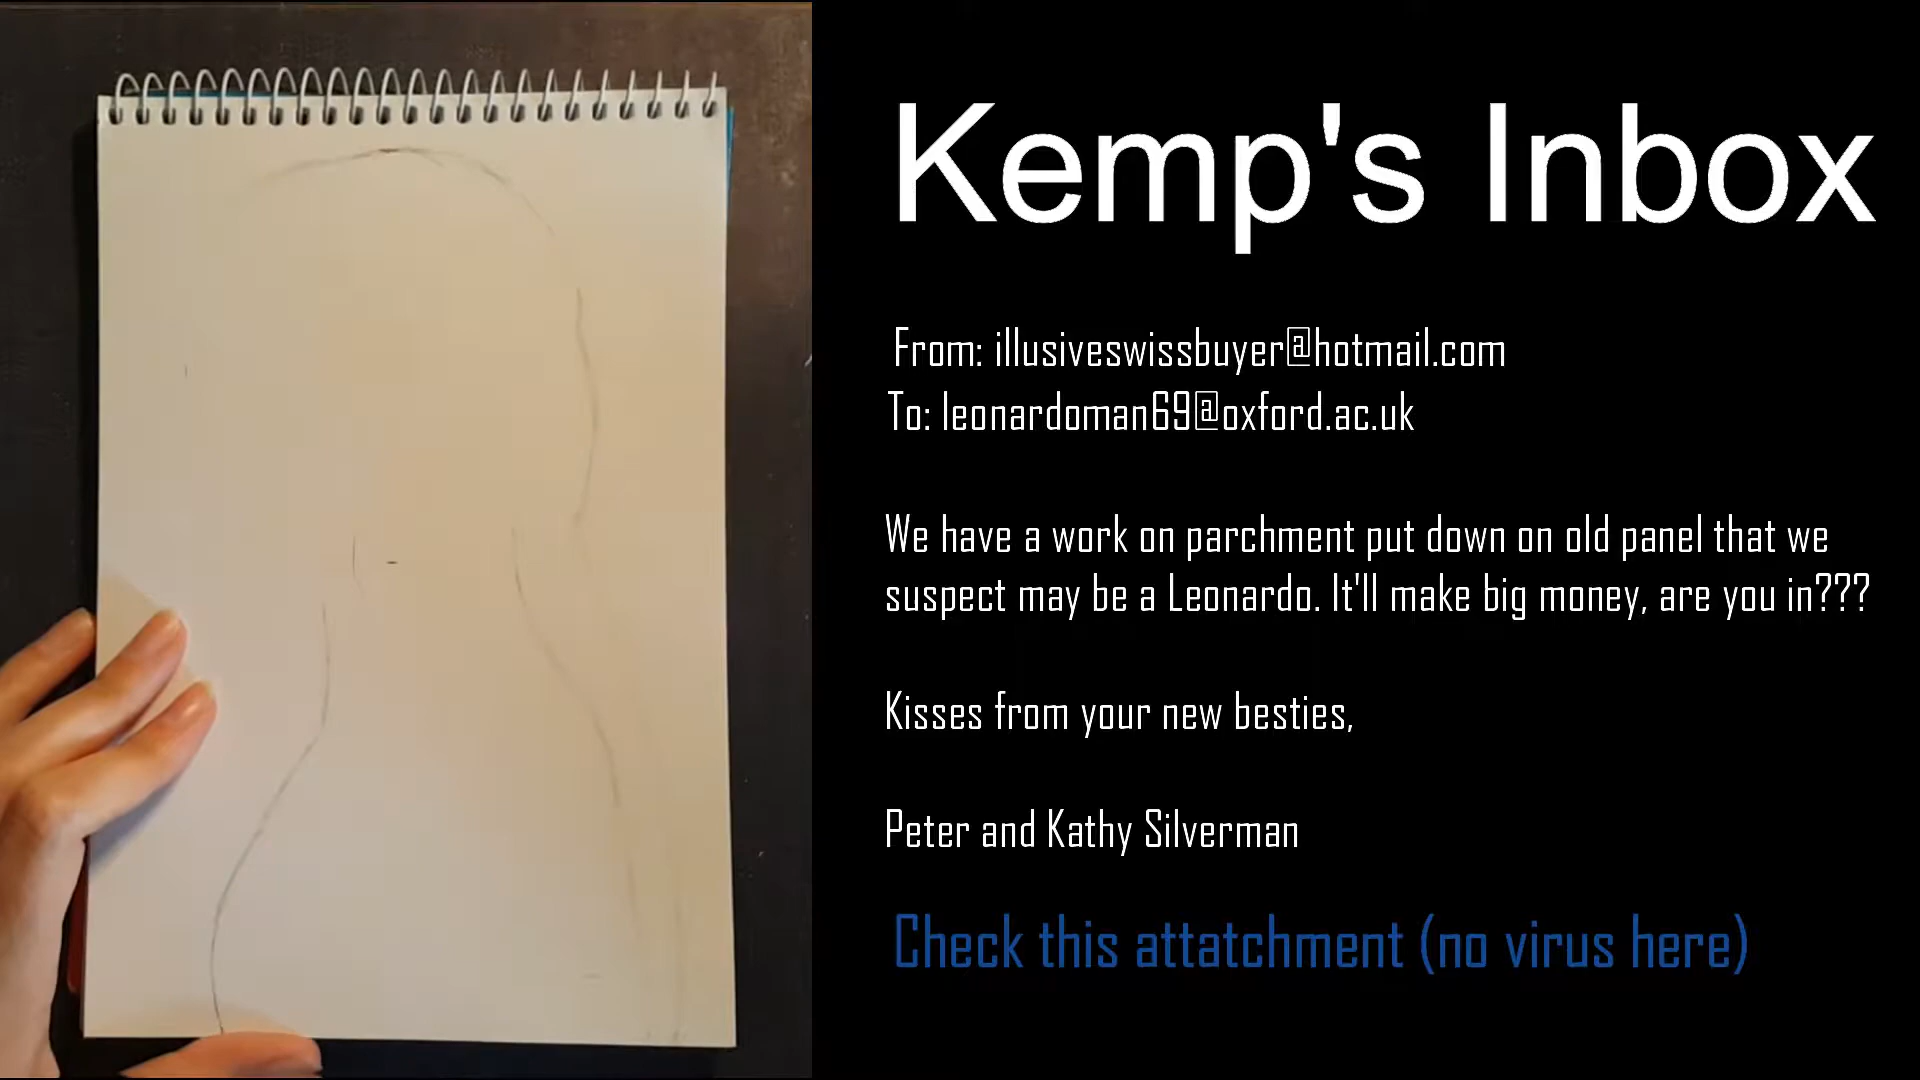 Kemp's Inbox
From: illusiveswissbuyer@hotmail.com
To: leonardoman69@oxford.ac.uk
We have a work on parchment put down on old panel that we
suspect may be a Leonardo. It'll make big money, are you in???
Kisses from your new besties,
Peter and Kathy Silverman
Check this attatchment (no virus here)